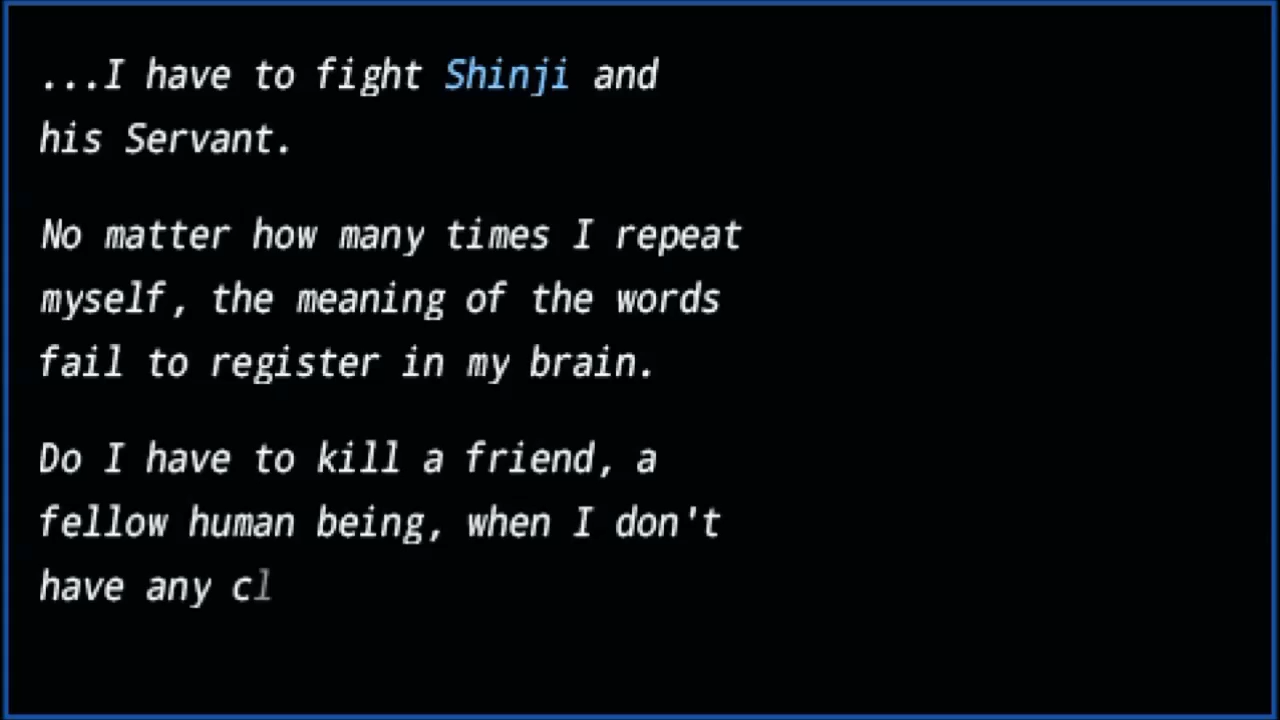 ...I have to fight Shinji and
his Servant.
No matter how many times I repeat
myself, the meaning of the words
fail to register in my brain.
Do I have to kill a friend, a
fellow human being, when I don't
have any cl